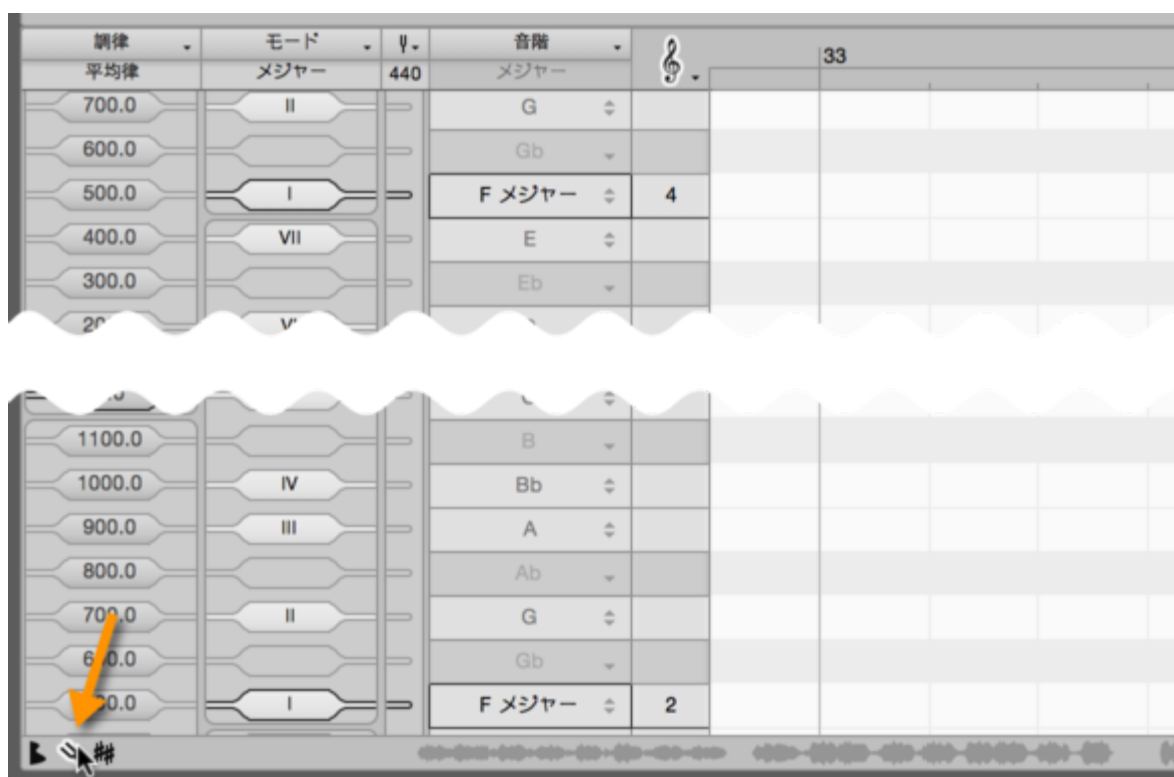 調律 モード 音階
33
平均律 メジャー 440 メジャー
700.0 II G
600.0 Gb
500.0 I F メジャー 4
400.0 VII E
300.0 Eb
1100.0 B
1000.0 IV Bb
900.0 III A
800.0 Ab
700.0 II G
Gb
I F メジャー 2